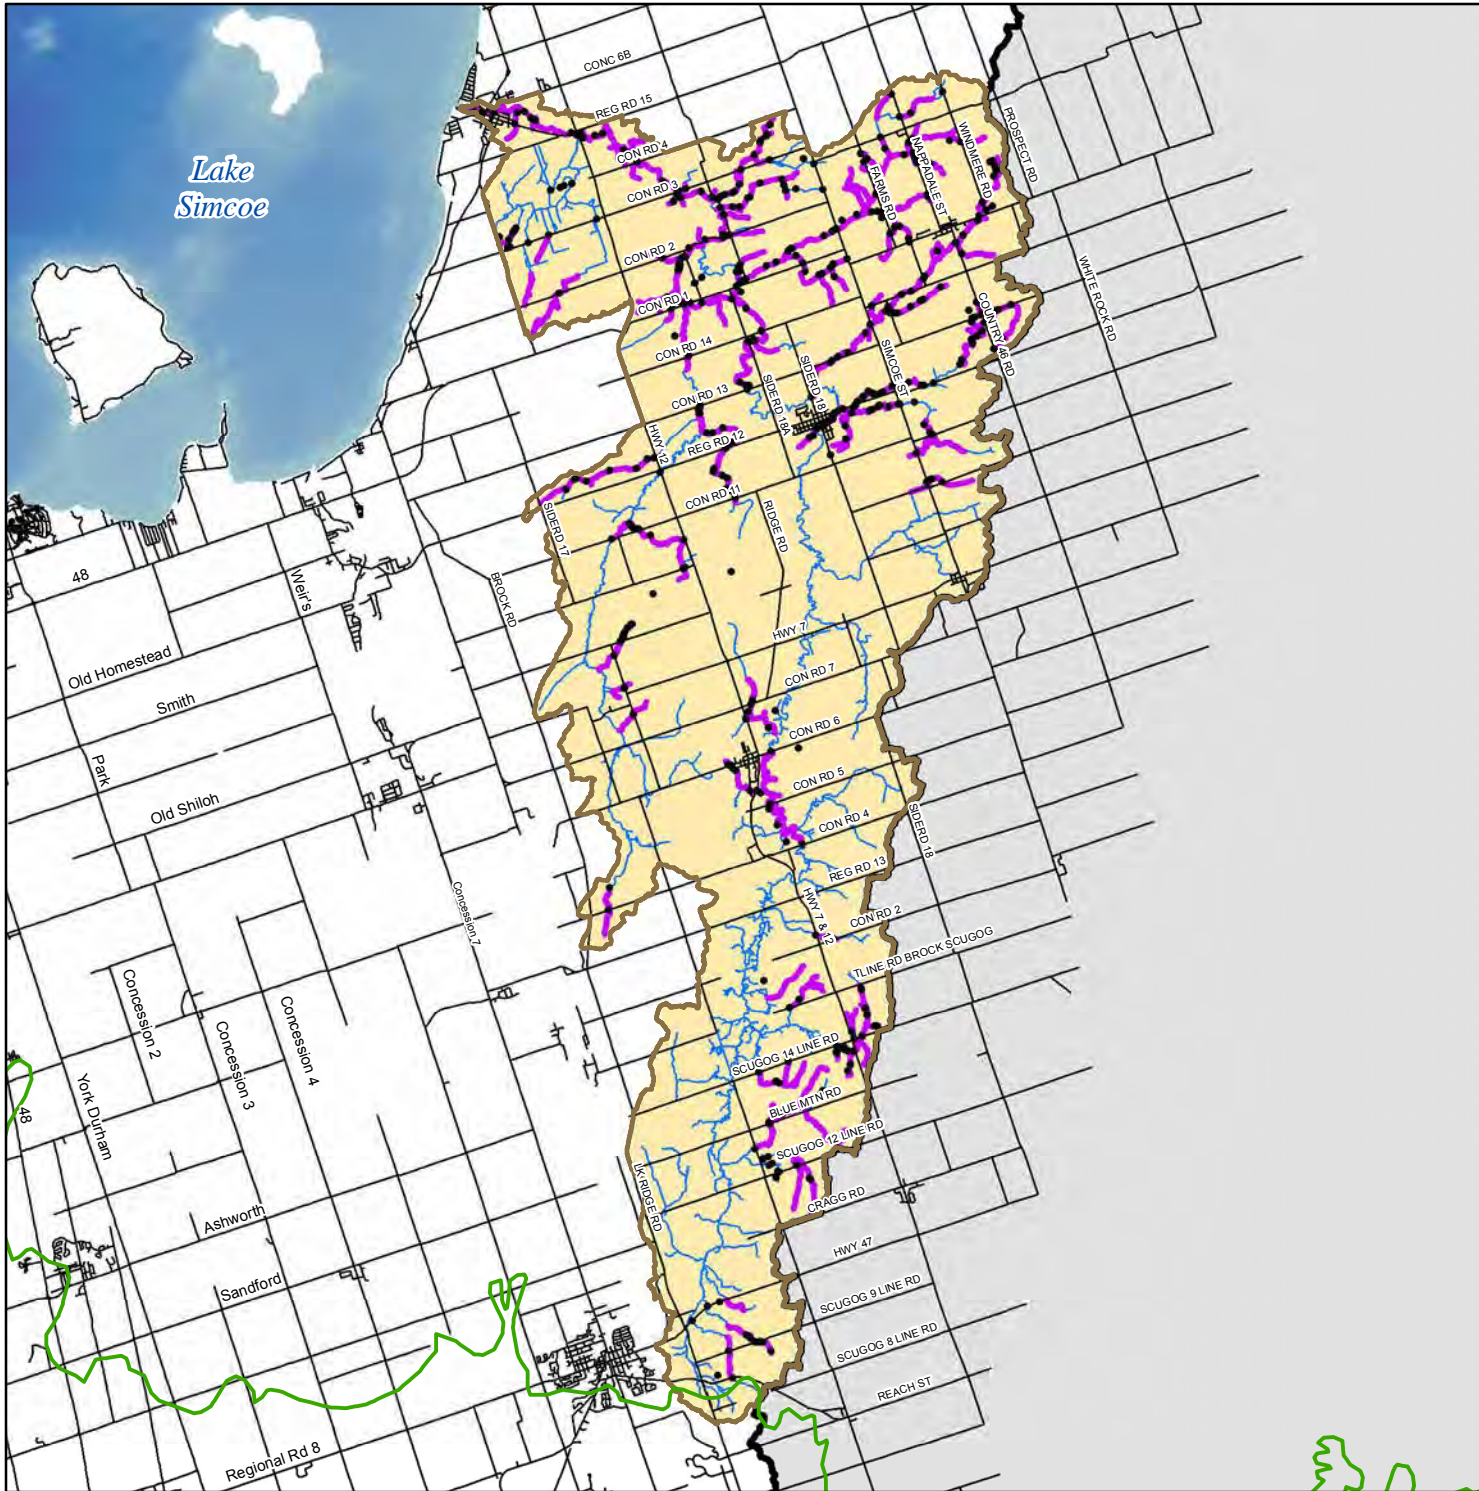 CONC 6B
REG RD 15
CON RD 4
CON RD 3
CON RD 2
CON RD 1
CON RD 14
CON RD 13
REG RD 12
CON RD 11
PROSPECT RD
WINDMERE RD
NAPPADALE ST
FARMS RD
Lake
Simcoe
WHITE ROCK RD
COUNTRY 46 RD
SIMCOE ST
SIDERD 18
SIDERD 18A
HWY 12
SIDERD 17
RIDGE RD
BROCK RD
48
Weir's
Old Homestead
Smith
Park
Old Shiloh
HWY 7
CON RD 7
CON RD 6
CON RD 5
CON RD 4
SIDERD 18
REG RD 13
HWY 7 & 12
CON RD 2
TLINE RD BROCK SCUGOG
Concession 7
Concession 2
Concession 3
Concession 4
York Durham
48
SCUGOG 14 LINE RD
BLUE MTN RD
SCUGOG 12 LINE RD
CRAGG RD
LK RIDGE RD
HWY 47
Ashworth
Sandford
SCUGOG 9 LINE RD
SCUGOG 8 LINE RD
REACH ST
Regional Rd 8